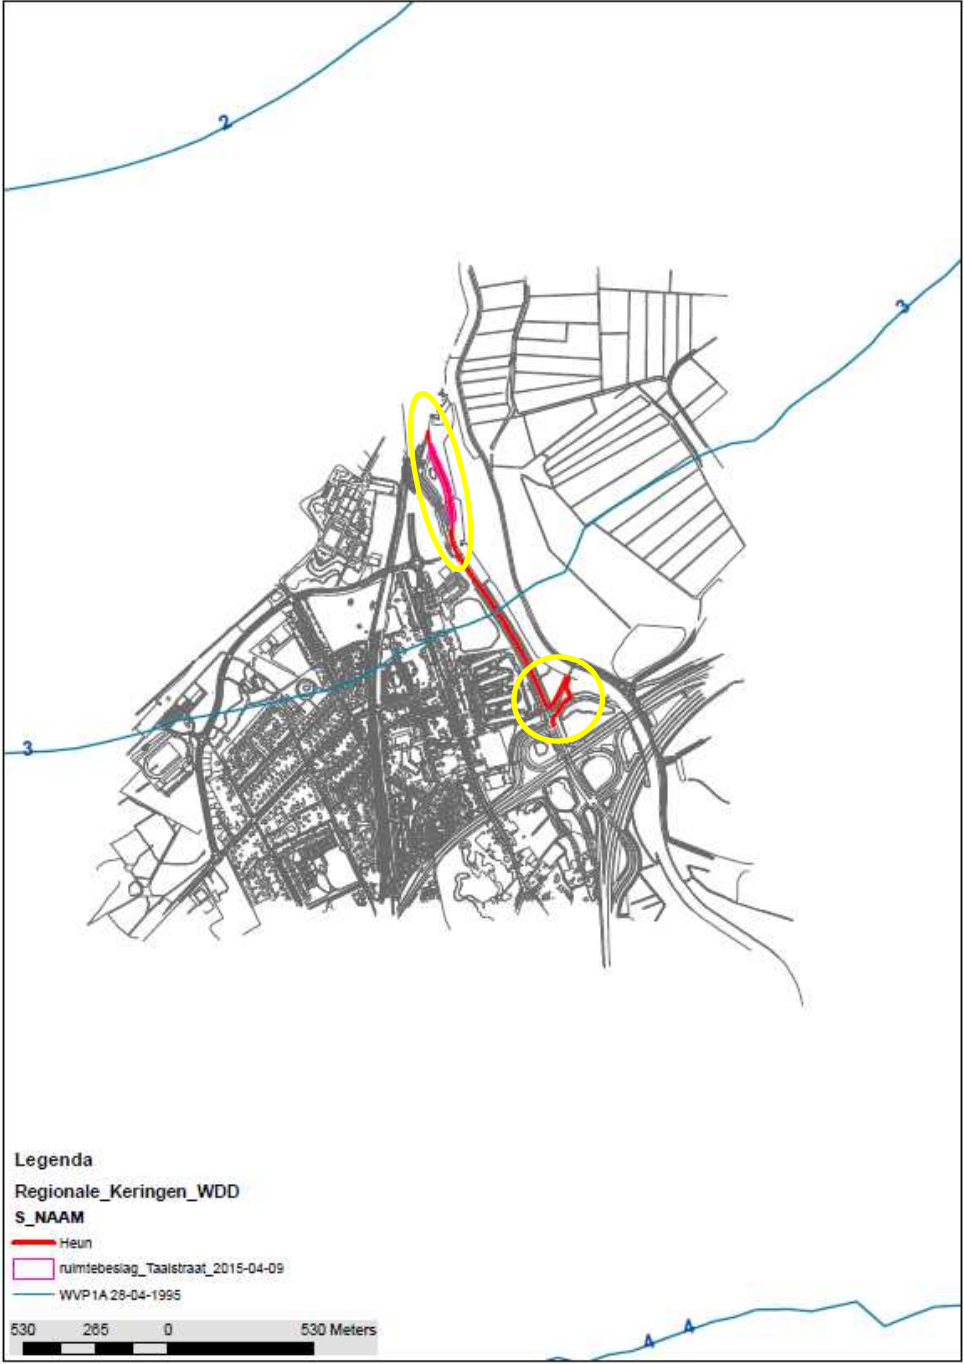 2
3
3
Legenda
Regionale_Keringen_WDD
S_NAAM
Heun
ruimtebeslag_Taalstraat_2015-04-09
WVP1A 28-04-1995
530 265 0 530 Meters
4
4